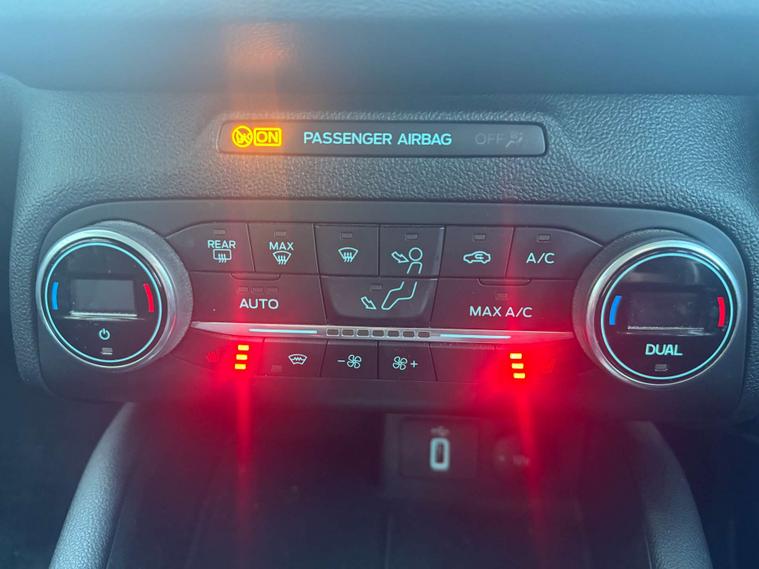 ON PASSENGER AIRBAG OFF
REAR MAX A/C
AUTO MAX A/C
DUAL
- +